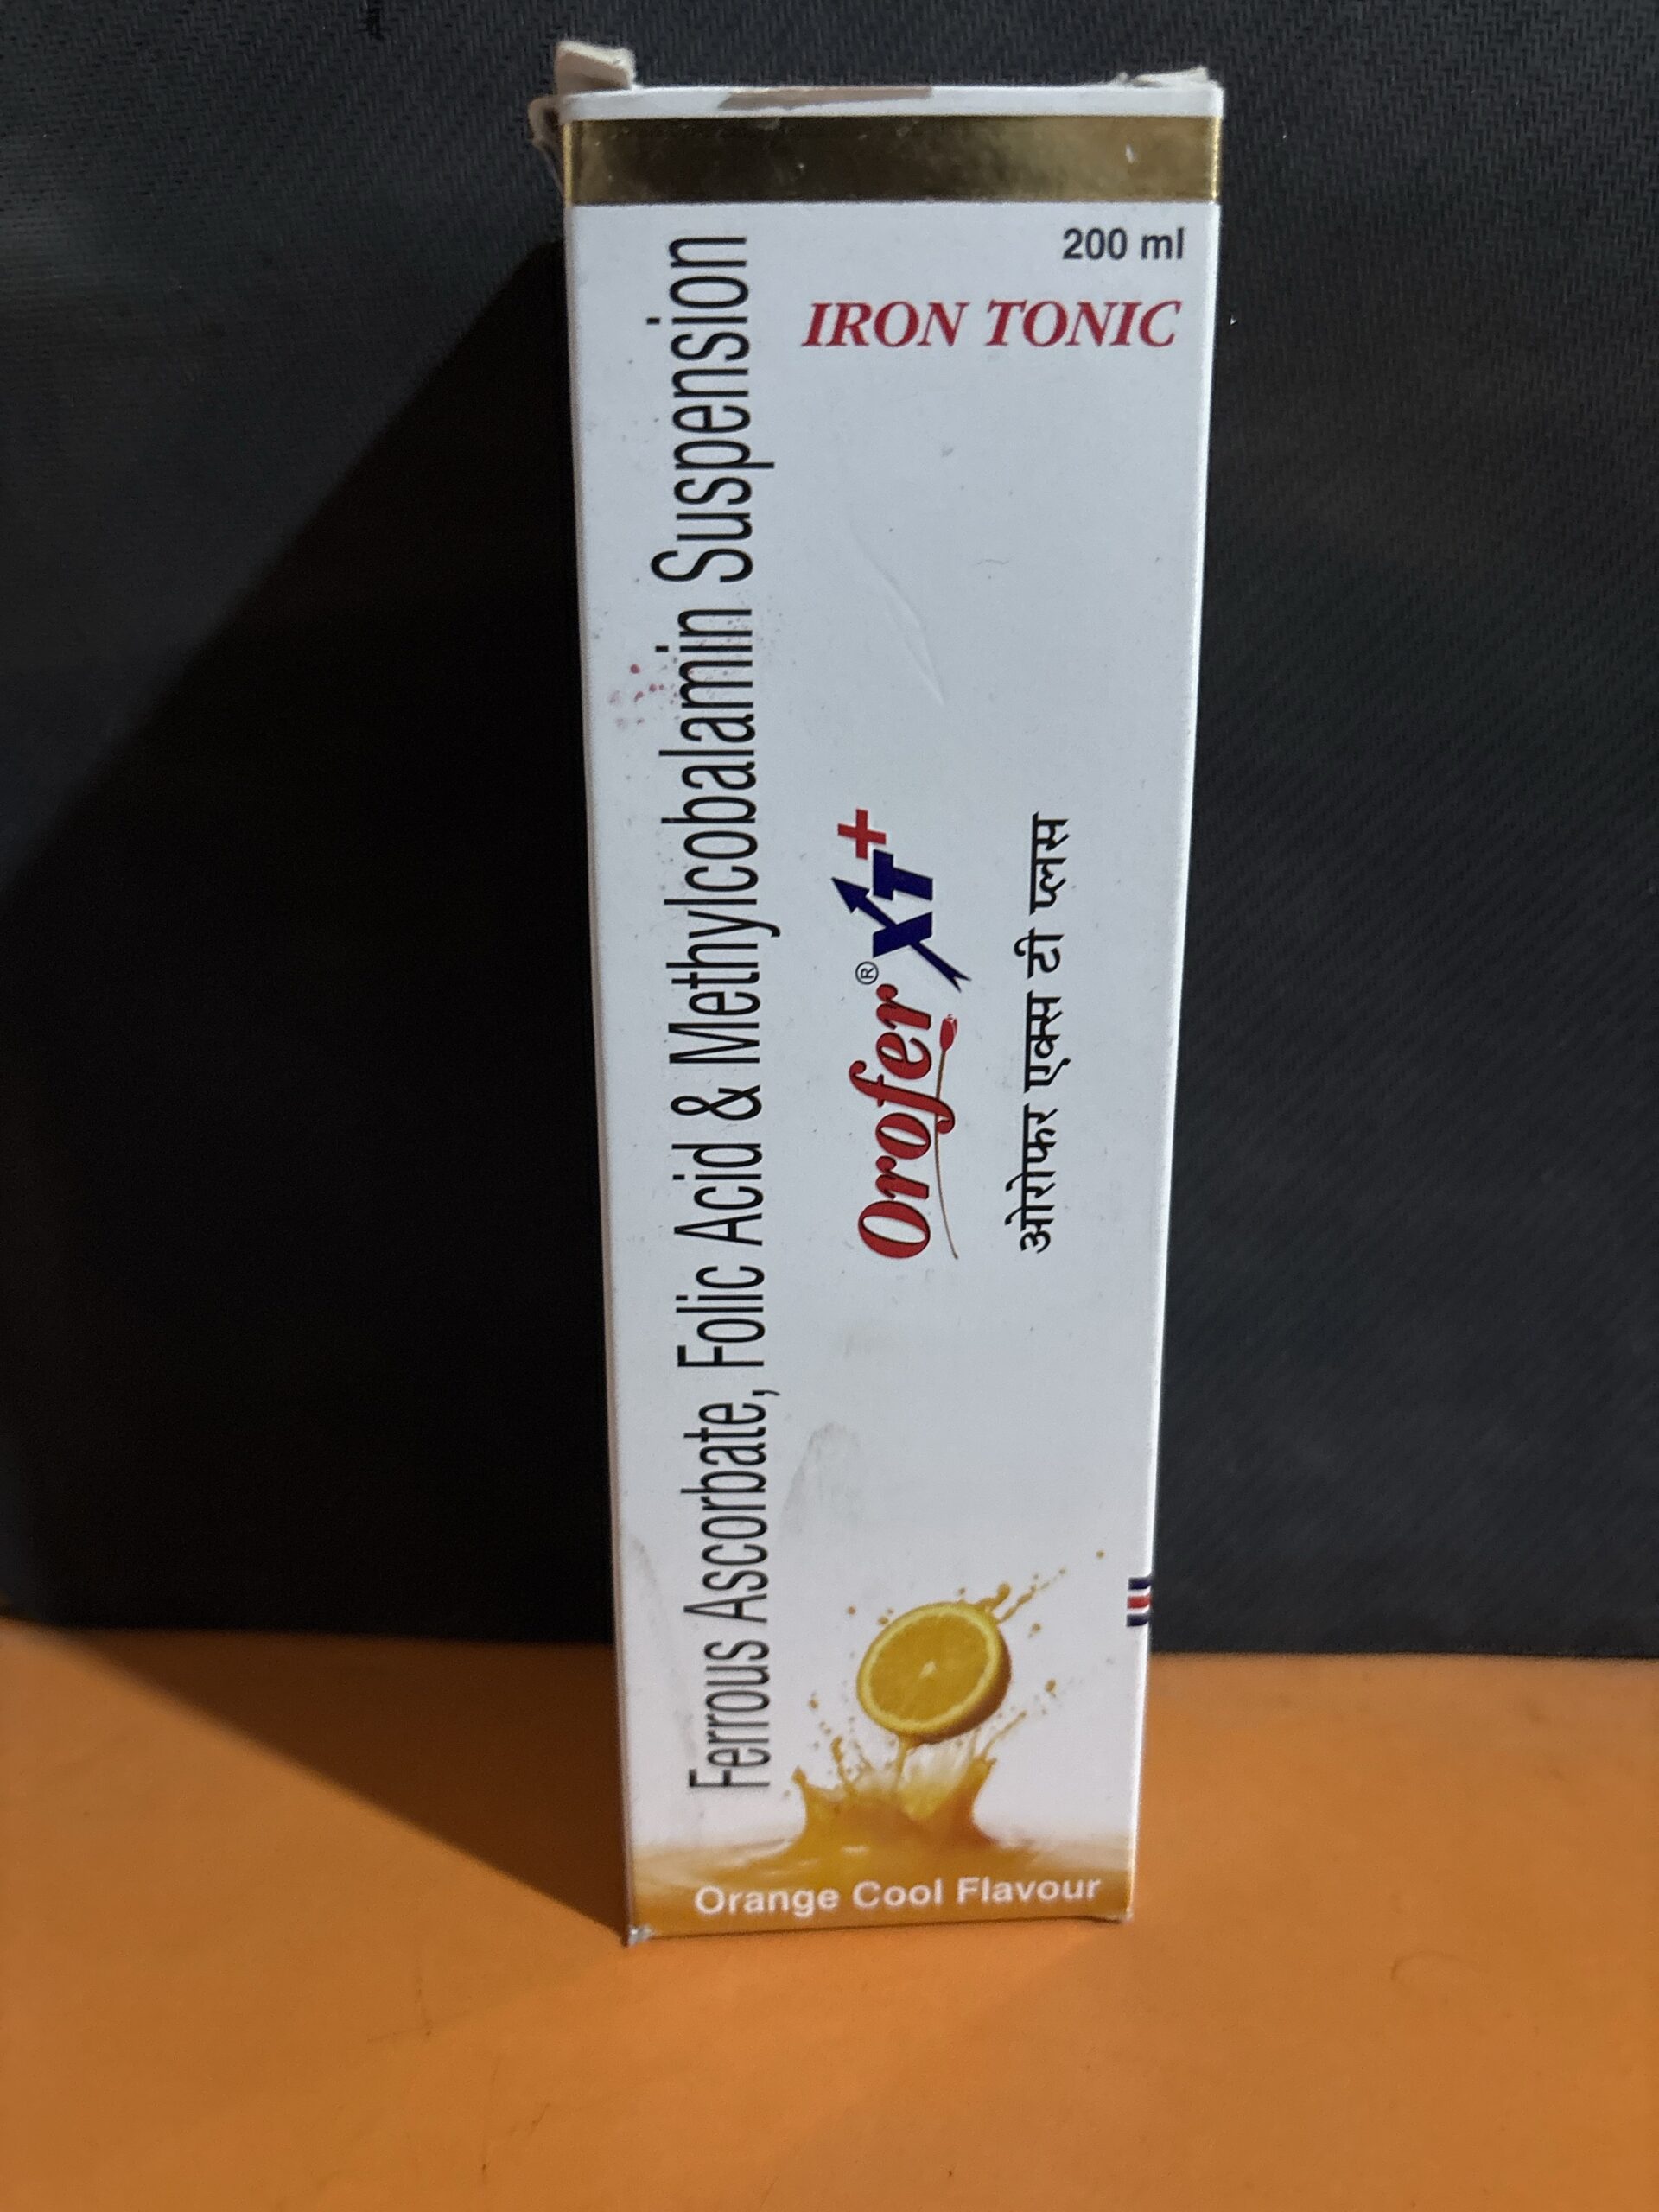 200 ml
IRON TONIC
Ferrous Ascorbate, Folic Acid & Methylcobalamin Suspension
Orofer® XT+
ओरोफर एक्स टी प्लस
Orange Cool Flavour